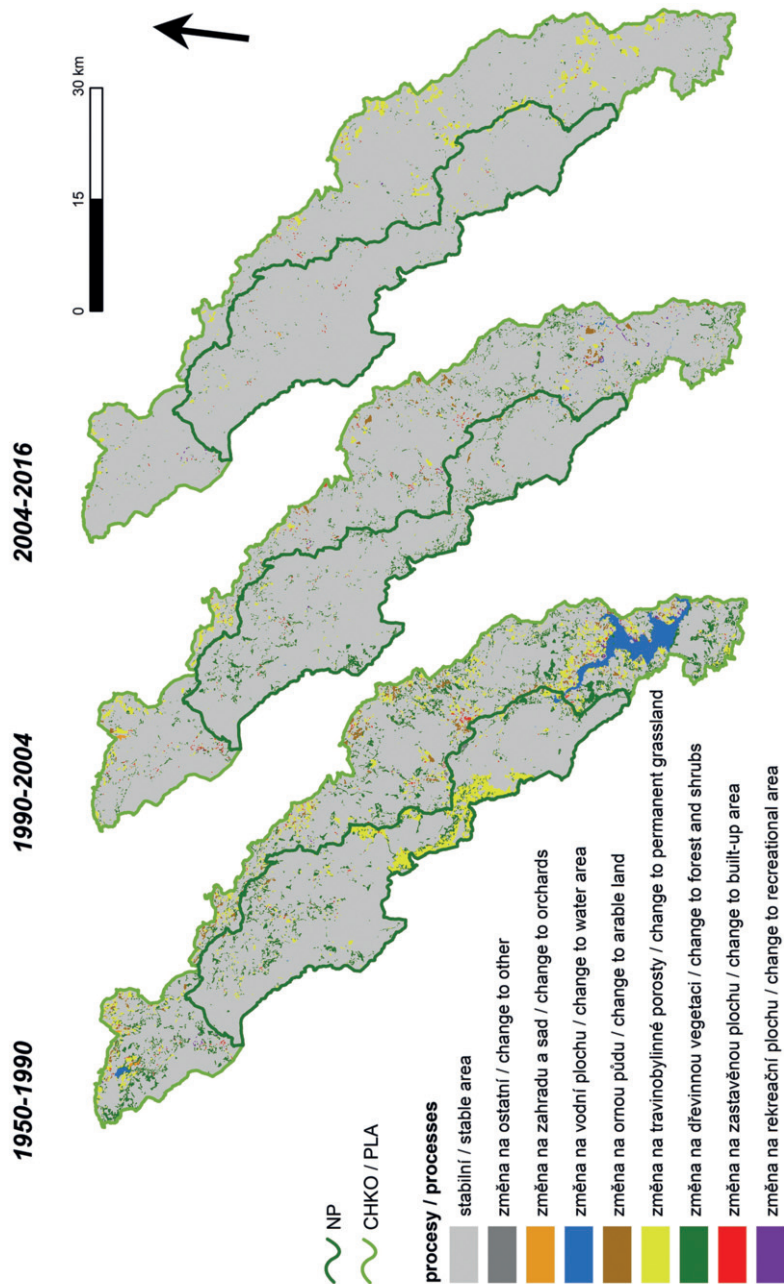 1950-1990
1990-2004
2004-2016
0 15 30 km
NP
CHKO / PLA
procesy / processes
stabilní / stable area
změna na ostatní / change to other
změna na zahradu a sad / change to orchards
změna na vodní plochu / change to water area
změna na ornou půdu / change to arable land
změna na travinobylinné porosty / change to permanent grassland
změna na dřevinnou vegetaci / change to forest and shrubs
změna na zastavěnou plochu / change to built-up area
změna na rekreační plochu / change to recreational area